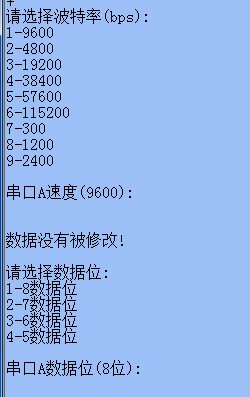 请选择波特率(bps):
1-9600
2-4800
3-19200
4-38400
5-57600
6-115200
7-300
8-1200
9-2400
串口A速度(9600):
数据没有被修改!
请选择数据位:
1-8数据位
2-7数据位
3-6数据位
4-5数据位
串口A数据位(8位):